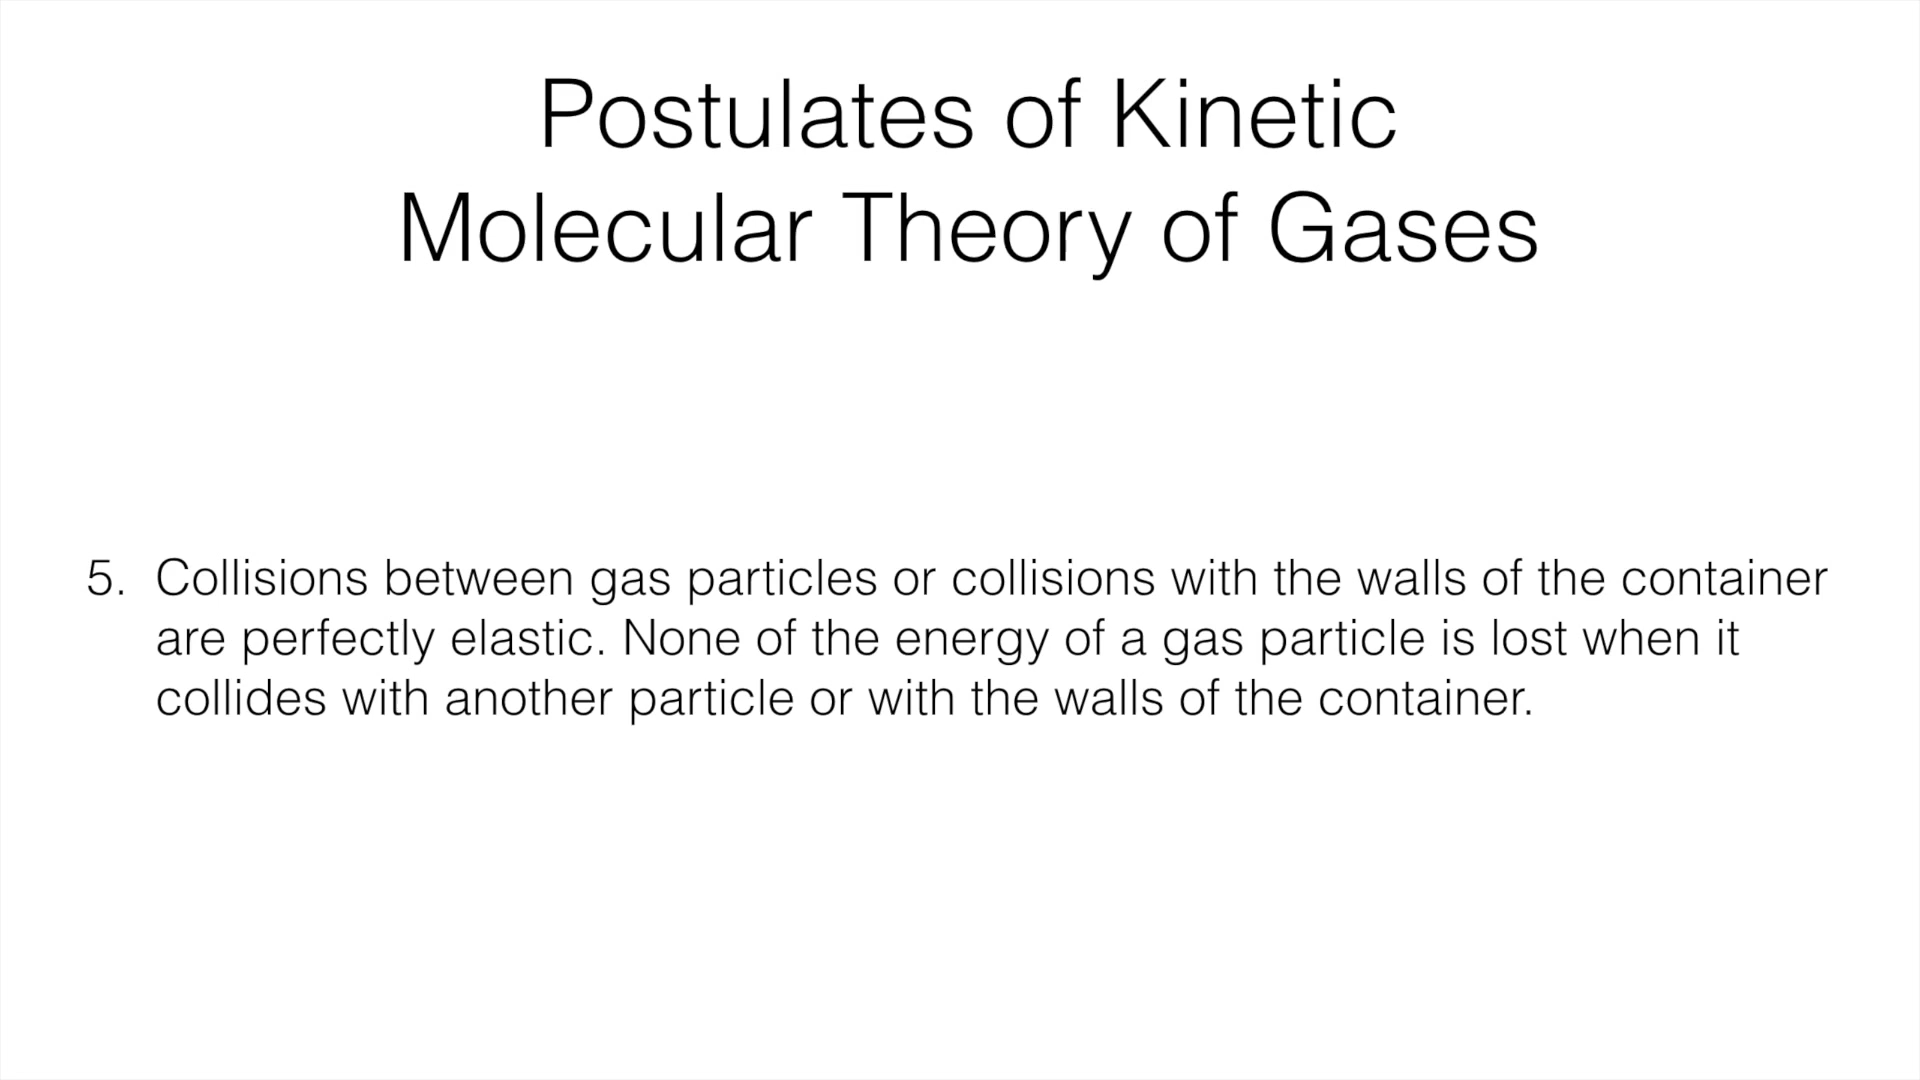 Postulates of Kinetic
Molecular Theory of Gases
5. Collisions between gas particles or collisions with the walls of the container
are perfectly elastic. None of the energy of a gas particle is lost when it
collides with another particle or with the walls of the container.